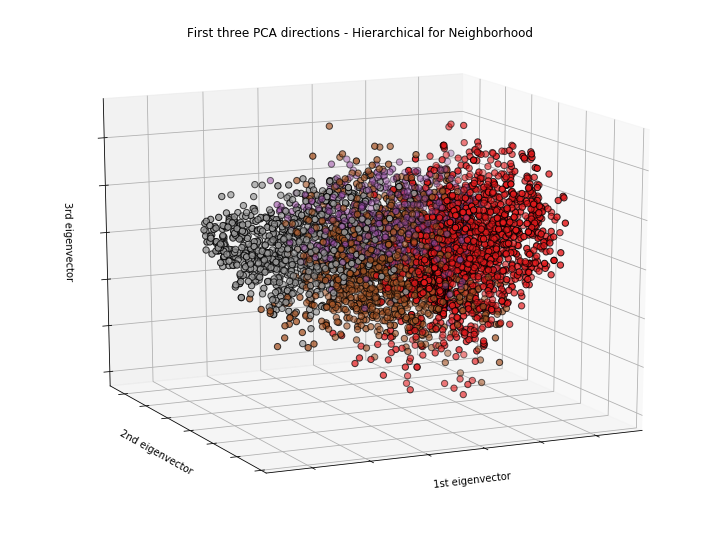 First three PCA directions - Hierarchical for Neighborhood
3rd eigenvector
2nd eigenvector
1st eigenvector